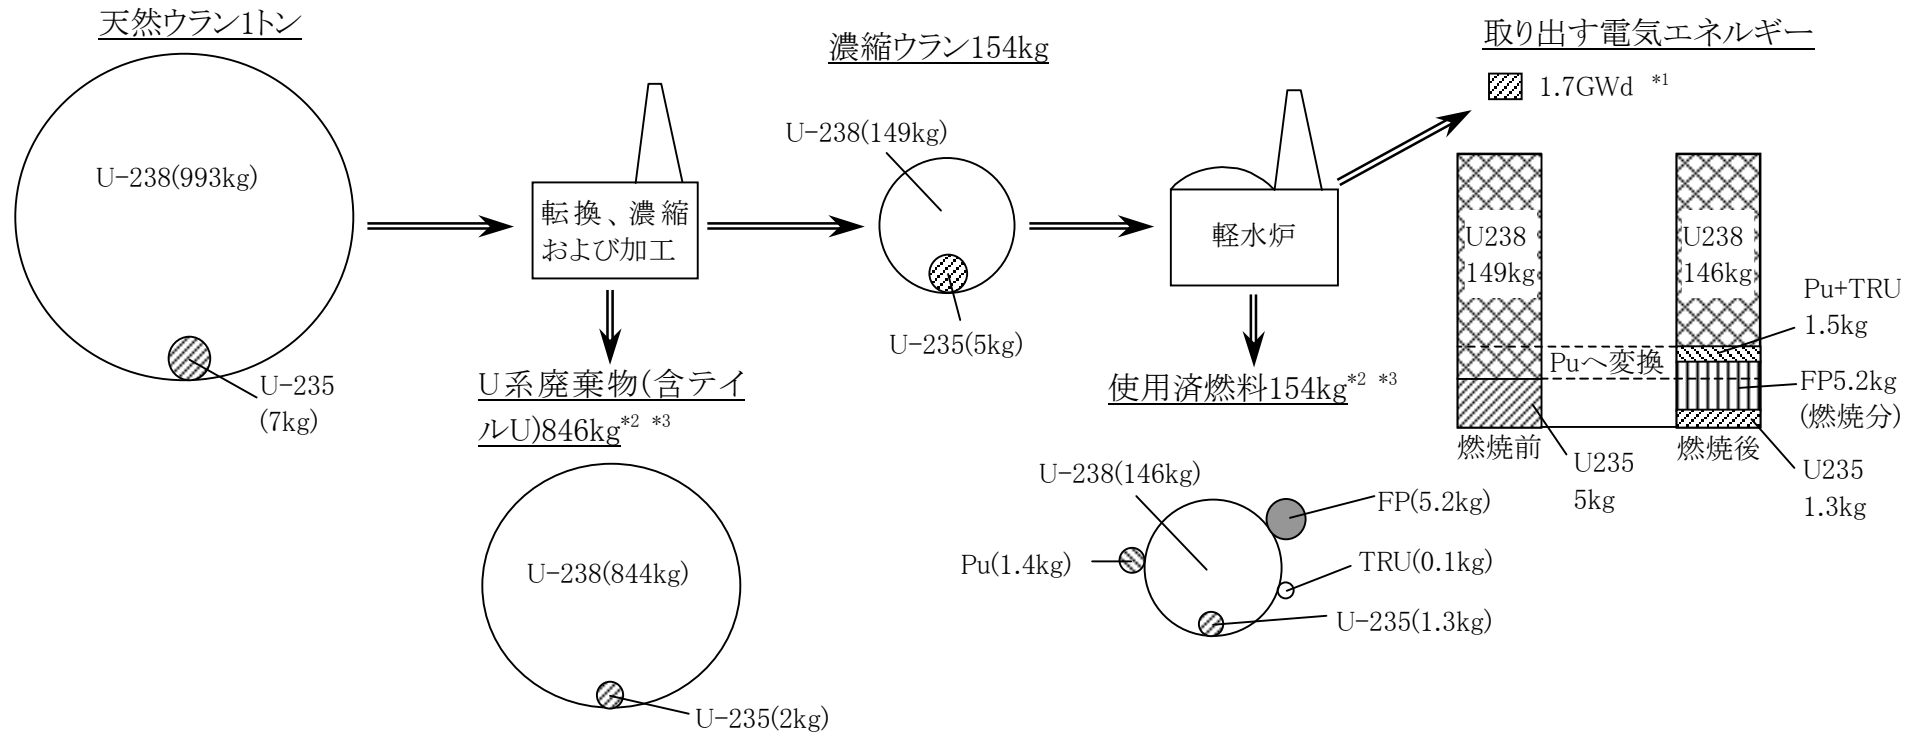 天然ウラン1トン
U-238(993kg)
U-235
(7kg)
転換、濃縮
および加工
U系廃棄物(含テイ
ルU)846kg*2 *3
U-238(844kg)
U-235(2kg)
濃縮ウラン154kg
U-238(149kg)
U-235(5kg)
軽水炉
使用済燃料154kg*2 *3
U-238(146kg)
FP(5.2kg)
Pu(1.4kg)
TRU(0.1kg)
U-235(1.3kg)
取り出す電気エネルギー
1.7GWd *1
U238
149kg
U238
146kg
Pu+TRU
1.5kg
Puへ変換
FP5.2kg
(燃焼分)
燃焼前
燃焼後
U235
5kg
U235
1.3kg